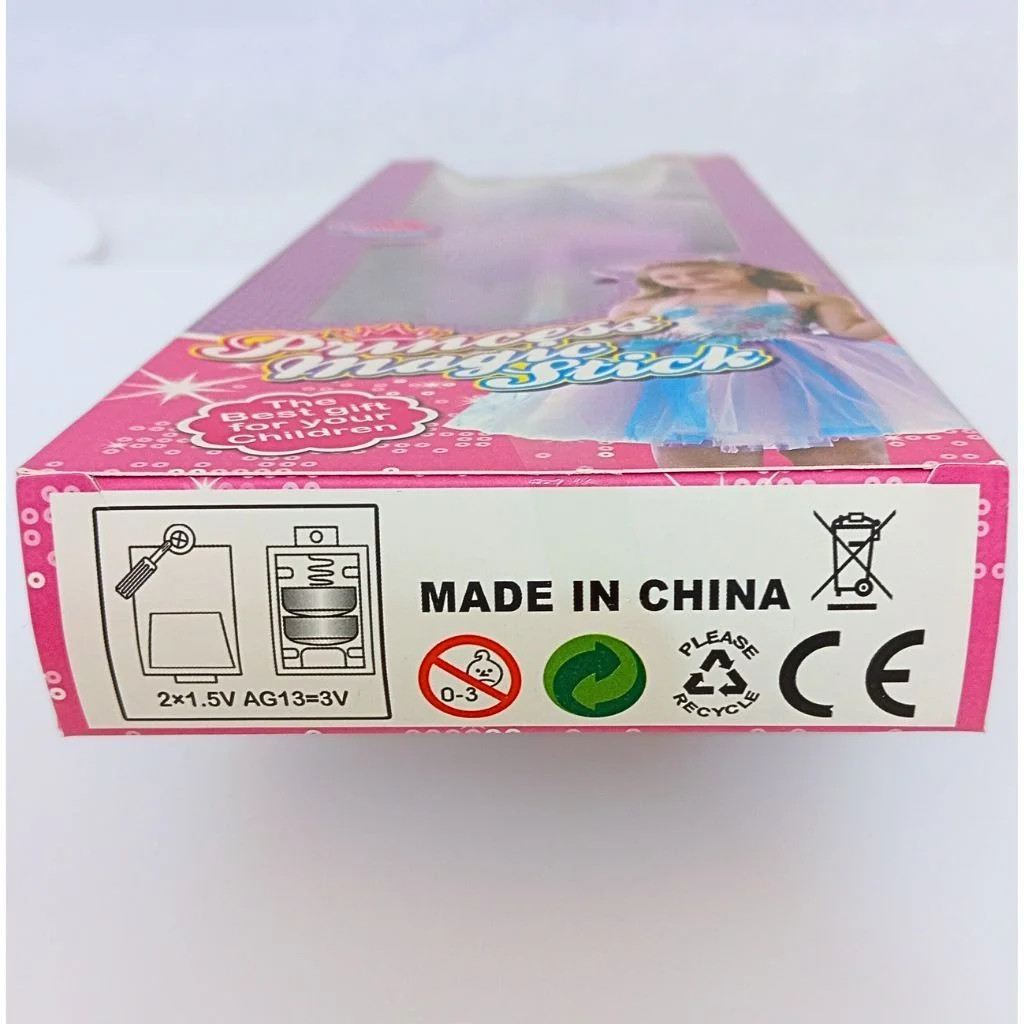 Princess
magic
Stick
The
Best gift
for your
Children
MADE IN CHINA
2×1.5V AG13=3V
0-3
PLEASE
RECYCLE
CE